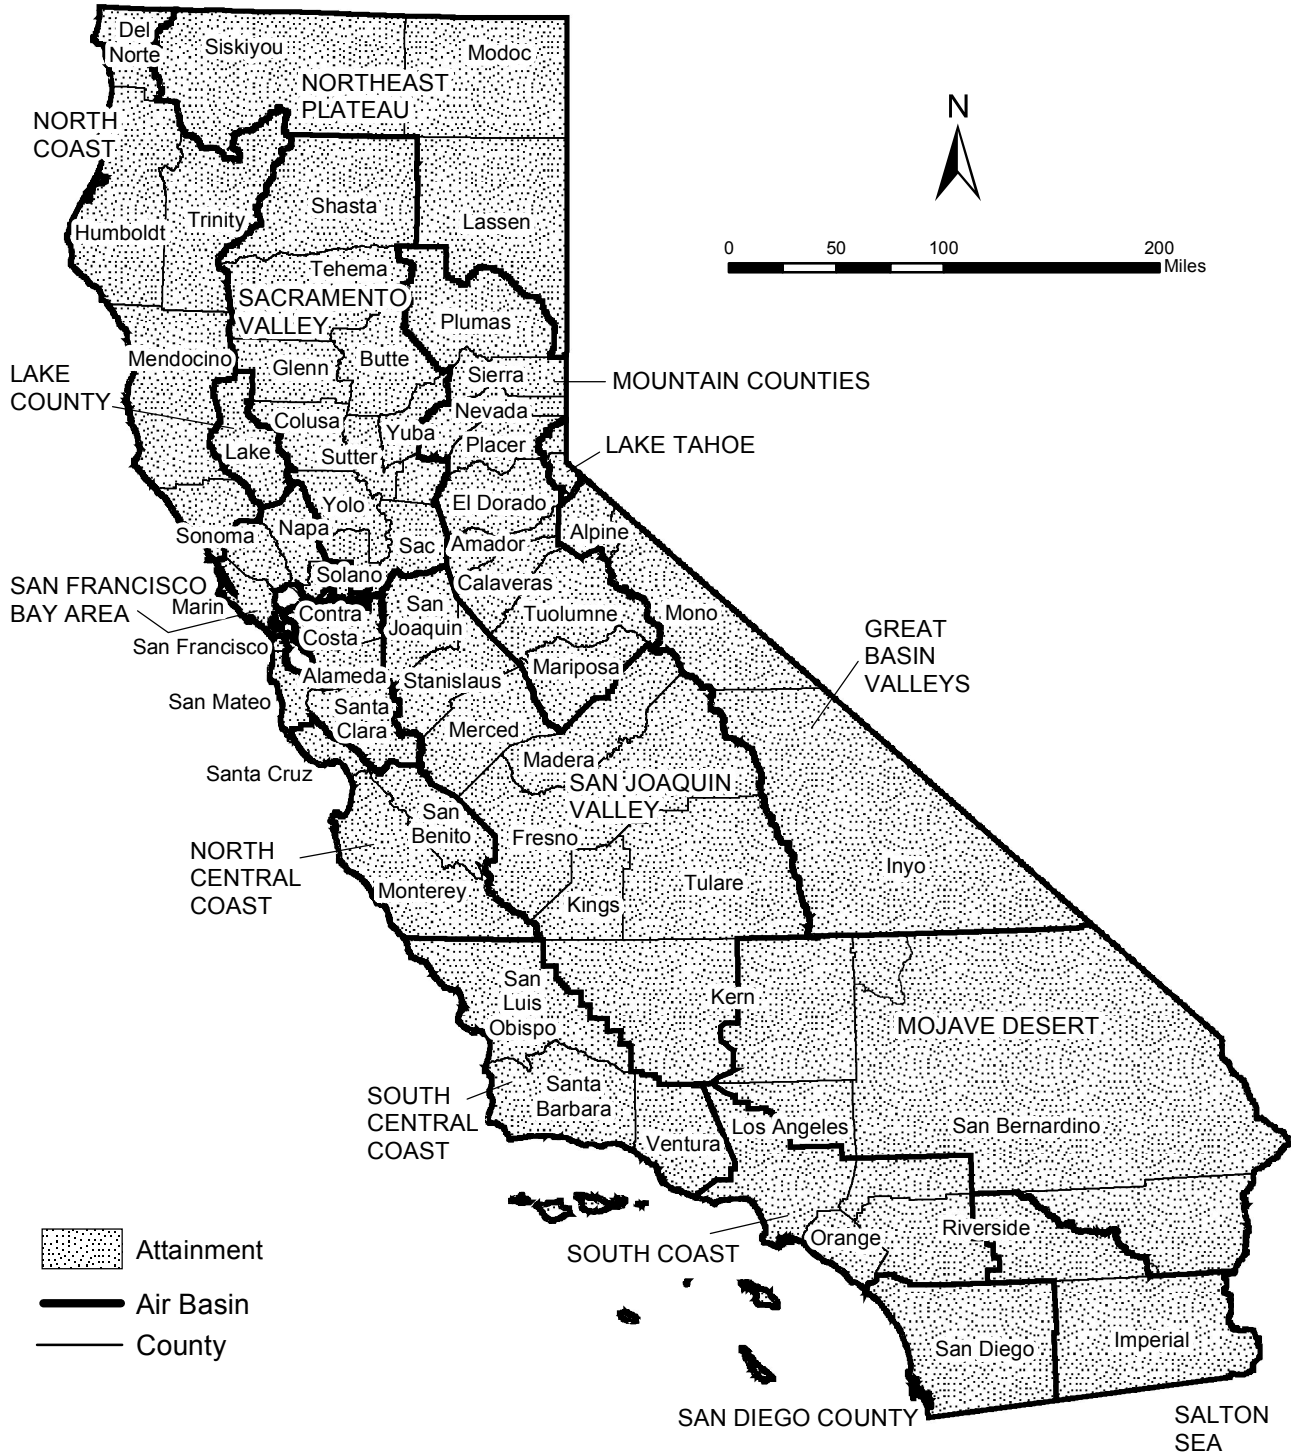 Del
Norte
Siskiyou
Modoc
NORTHEAST
PLATEAU
NORTH
COAST
N
Shasta
Trinity
Humboldt
Lassen
0
50
100
200
Miles
Tehema
SACRAMENTO
VALLEY
Plumas
Mendocino
Glenn
Butte
Sierra
MOUNTAIN COUNTIES
LAKE
COUNTY
Colusa
Yuba
Nevada
Placer
LAKE TAHOE
Lake
Sutter
Yolo
El Dorado
Napa
Sonoma
Sac
Amador
Alpine
Solano
Calaveras
SAN FRANCISCO
BAY AREA
Marin
Contra
Costa
San
Joaquin
Tuolumne
Mono
San Francisco
GREAT
BASIN
VALLEYS
Alameda
Stanislaus
Mariposa
San Mateo
Santa
Clara
Merced
Madera
Santa Cruz
SAN JOAQUIN
VALLEY
San
Benito
Fresno
NORTH
CENTRAL
COAST
Monterey
Kings
Tulare
Inyo
San
Luis
Obispo
Kern
MOJAVE DESERT
SOUTH
CENTRAL
COAST
Santa
Barbara
Ventura
Los Angeles
San Bernardino
Orange
Riverside
SOUTH COAST
Attainment
Air Basin
County
San Diego
Imperial
SAN DIEGO COUNTY
SALTON
SEA